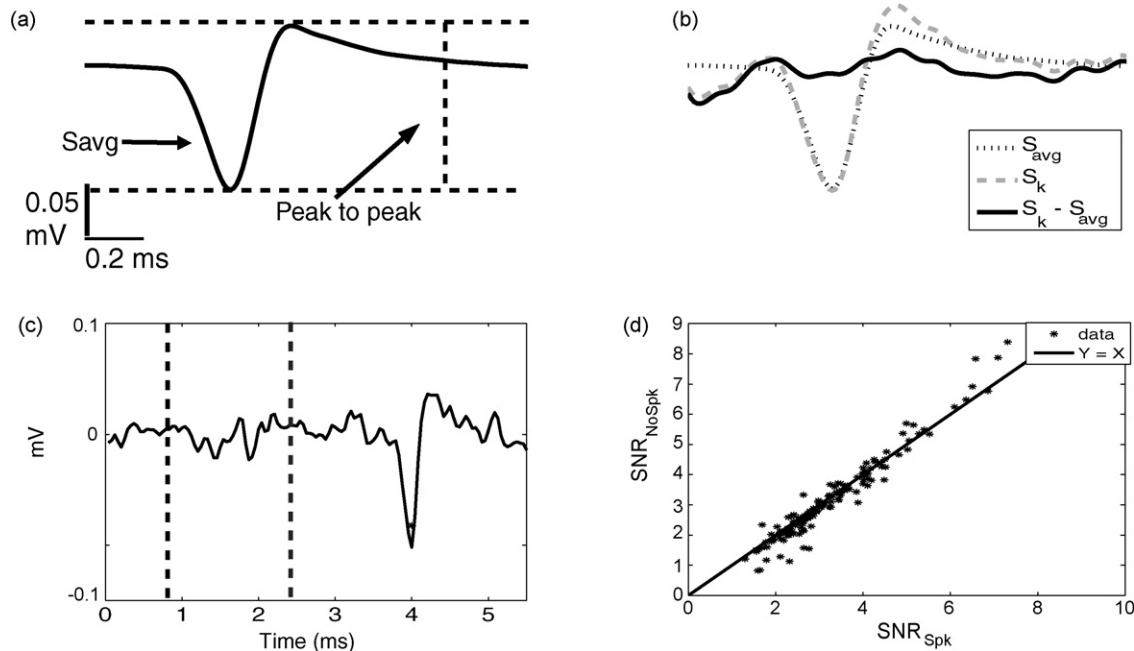 (a)
Savg
Peak to peak
0.05
mV
0.2 ms
(b)
S_avg
S_k
S_k - S_avg
(c)
0.1
0
-0.1
mV
0 1 2 3 4 5
Time (ms)
(d)
9
8
7
6
5
4
3
2
1
0
SNR_NoSpk
data
Y = X
0 2 4 6 8 10
SNR_Spk